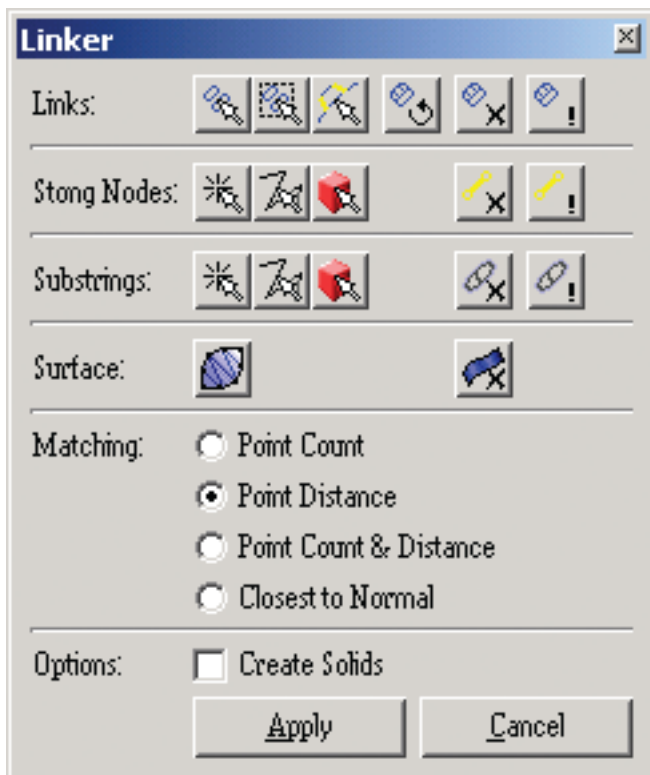 Linker
Links:
Stong Nodes:
Substrings:
Surface:
Matching:
Point Count
Point Distance
Point Count & Distance
Closest to Normal
Options:
Create Solids
Apply
Cancel